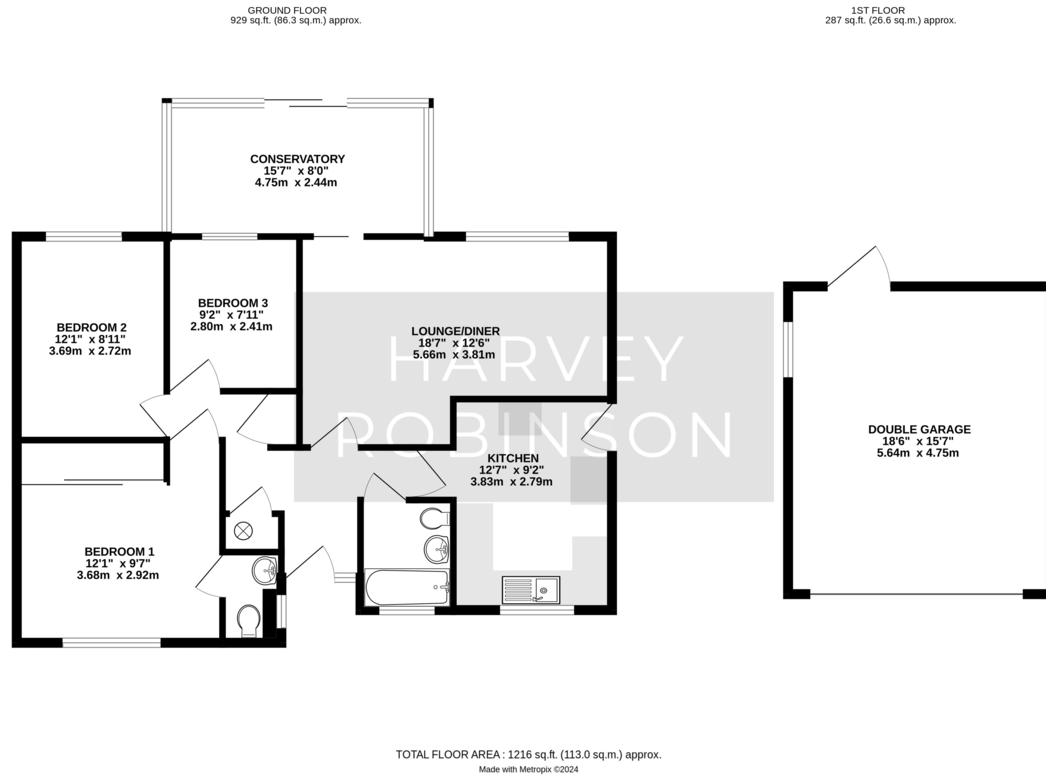 GROUND FLOOR
929 sq.ft. (86.3 sq.m.) approx.
1ST FLOOR
287 sq.ft. (26.6 sq.m.) approx.
CONSERVATORY
15'7" x 8'0"
4.75m x 2.44m
BEDROOM 3
9'2" x 7'11"
2.80m x 2.41m
BEDROOM 2
12'1" x 8'11"
3.69m x 2.72m
LOUNGE/DINER
18'7" x 12'6"
5.66m x 3.81m
HARVEY
ROBINSON
DOUBLE GARAGE
18'6" x 15'7"
5.64m x 4.75m
KITCHEN
12'7" x 9'2"
3.83m x 2.79m
BEDROOM 1
12'1" x 9'7"
3.68m x 2.92m
TOTAL FLOOR AREA : 1216 sq.ft. (113.0 sq.m.) approx.
Made with Metropix ©2024